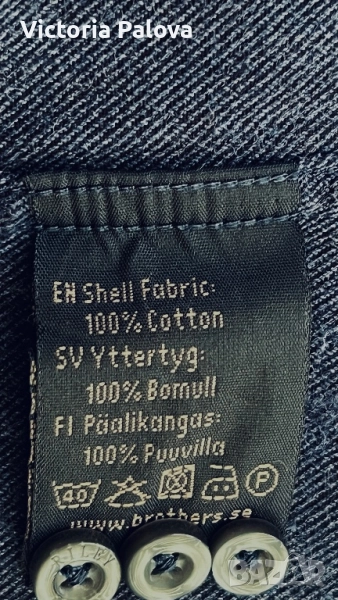 Victoria Palova
EN Shell Fabric:
100% Cotton
SV Yttertyg:
100% Bomull
FI Päälikangas:
100% Puuvilla
40 P
www.brothers.se
RILEY